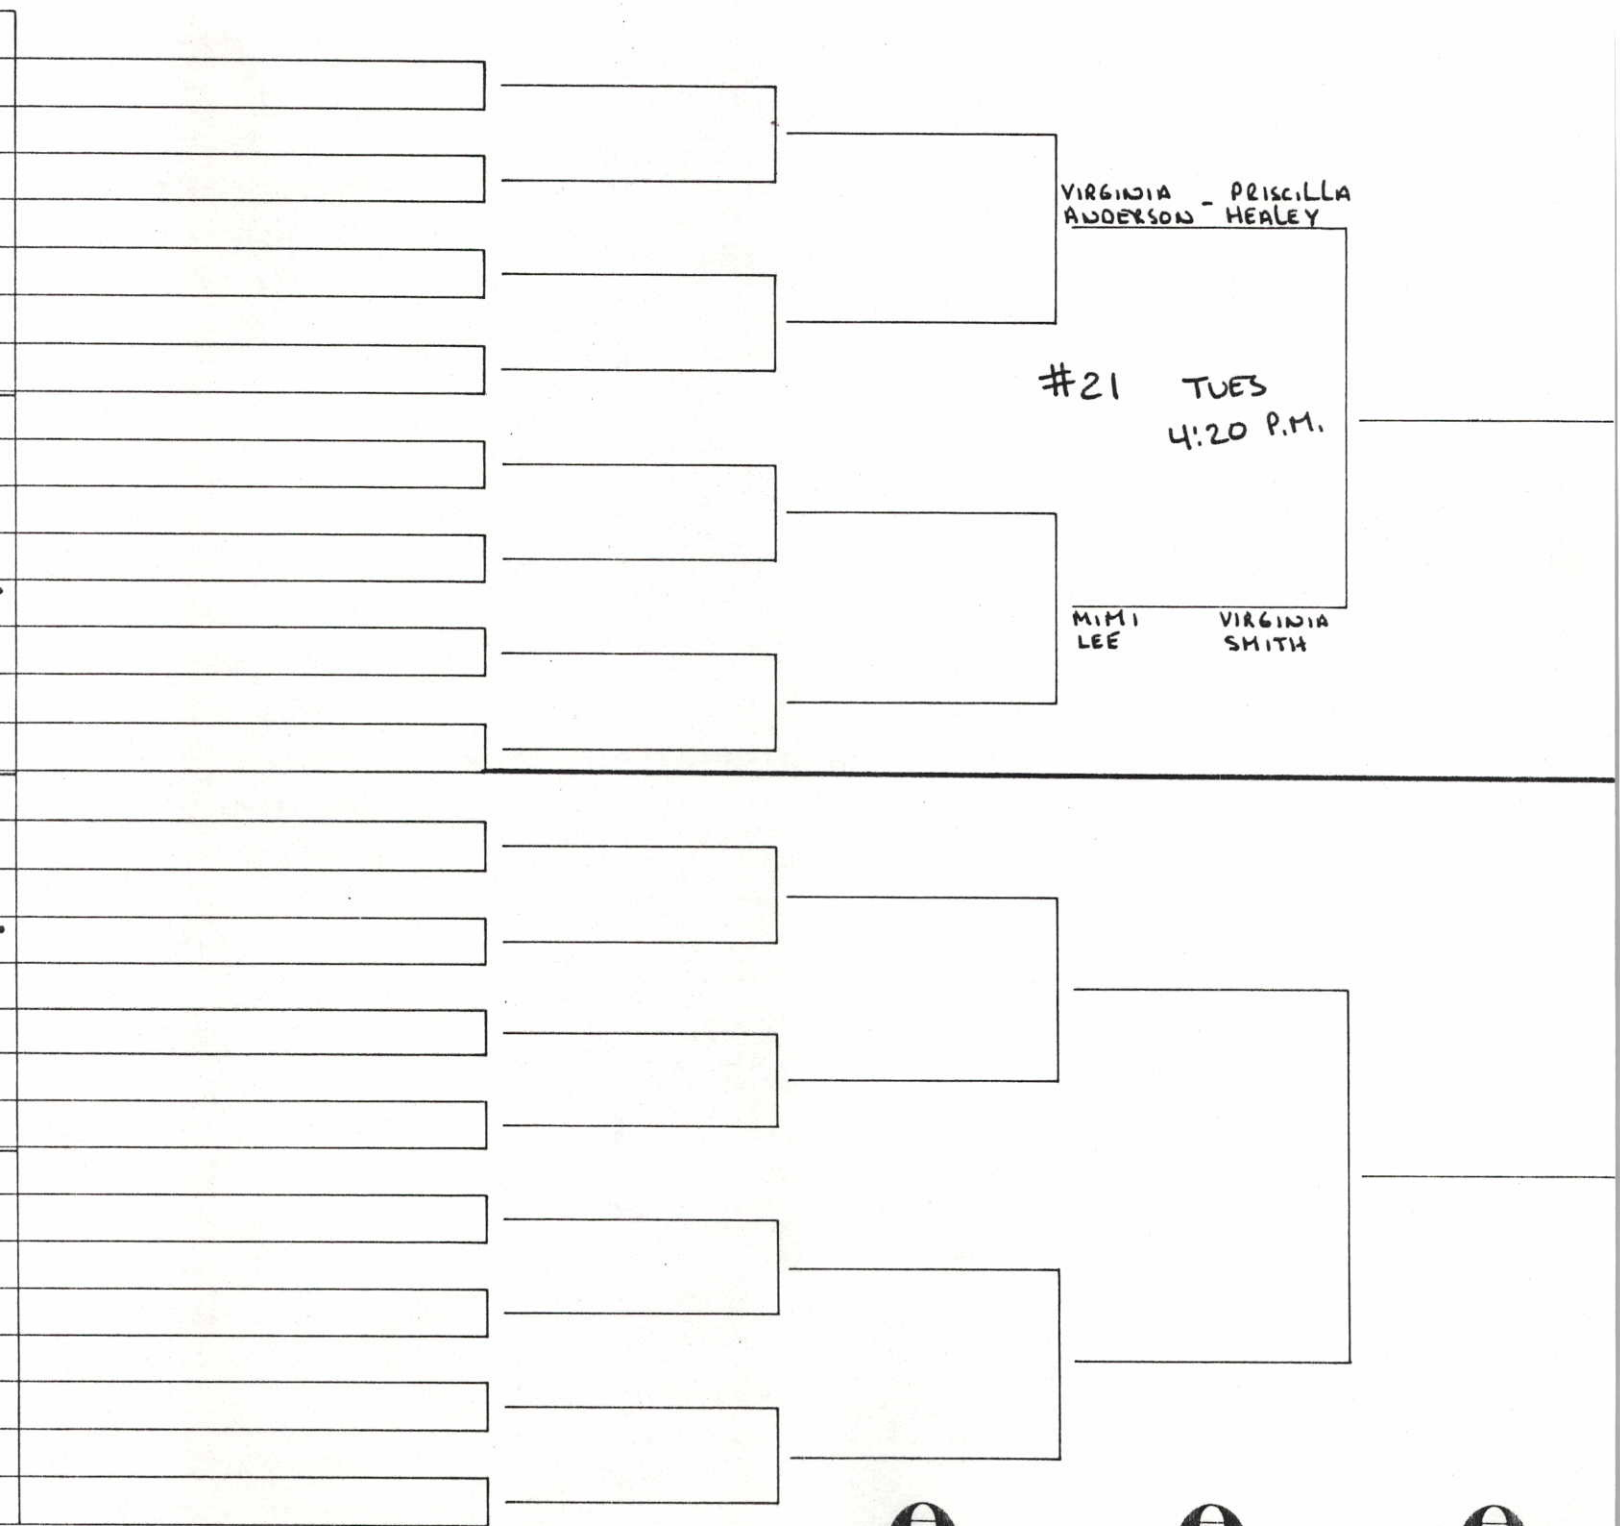 VIRGINIA - PRISCILLA
ANDERSON - HEALEY
#21 TUES
4:20 P.M.
MIMI VIRGINIA
LEE SMITH